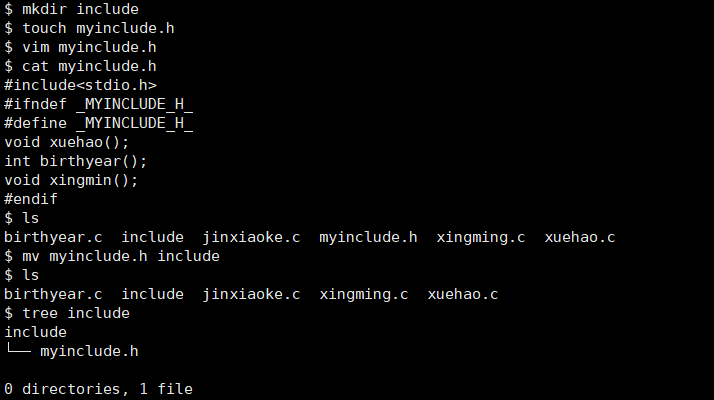 $ mkdir include
$ touch myinclude.h
$ vim myinclude.h
$ cat myinclude.h
#include<stdio.h>
#ifndef _MYINCLUDE_H_
#define _MYINCLUDE_H_
void xuehao();
int birthyear();
void xingmin();
#endif
$ ls
birthyear.c  include  jinxiaoke.c  myinclude.h  xingming.c  xuehao.c
$ mv myinclude.h include
$ ls
birthyear.c  include  jinxiaoke.c  xingming.c  xuehao.c
$ tree include
include
└── myinclude.h
0 directories, 1 file